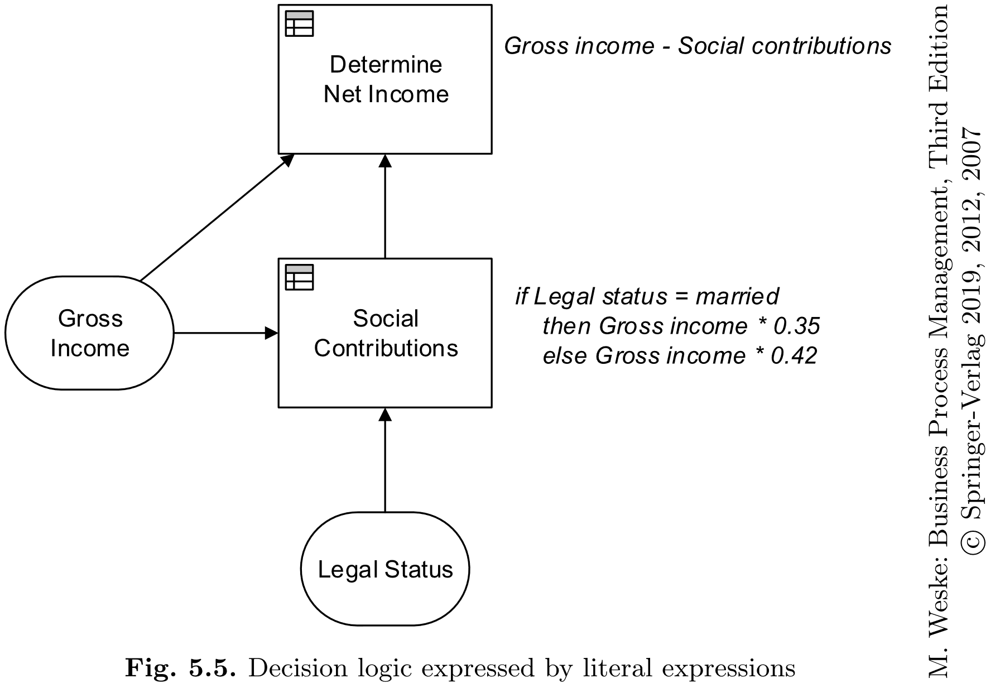 Determine
Net Income
Gross income - Social contributions
Gross
Income
Social
Contributions
if Legal status = married
then Gross income * 0.35
else Gross income * 0.42
Legal Status
Fig. 5.5. Decision logic expressed by literal expressions
M. Weske: Business Process Management, Third Edition
© Springer-Verlag 2019, 2012, 2007